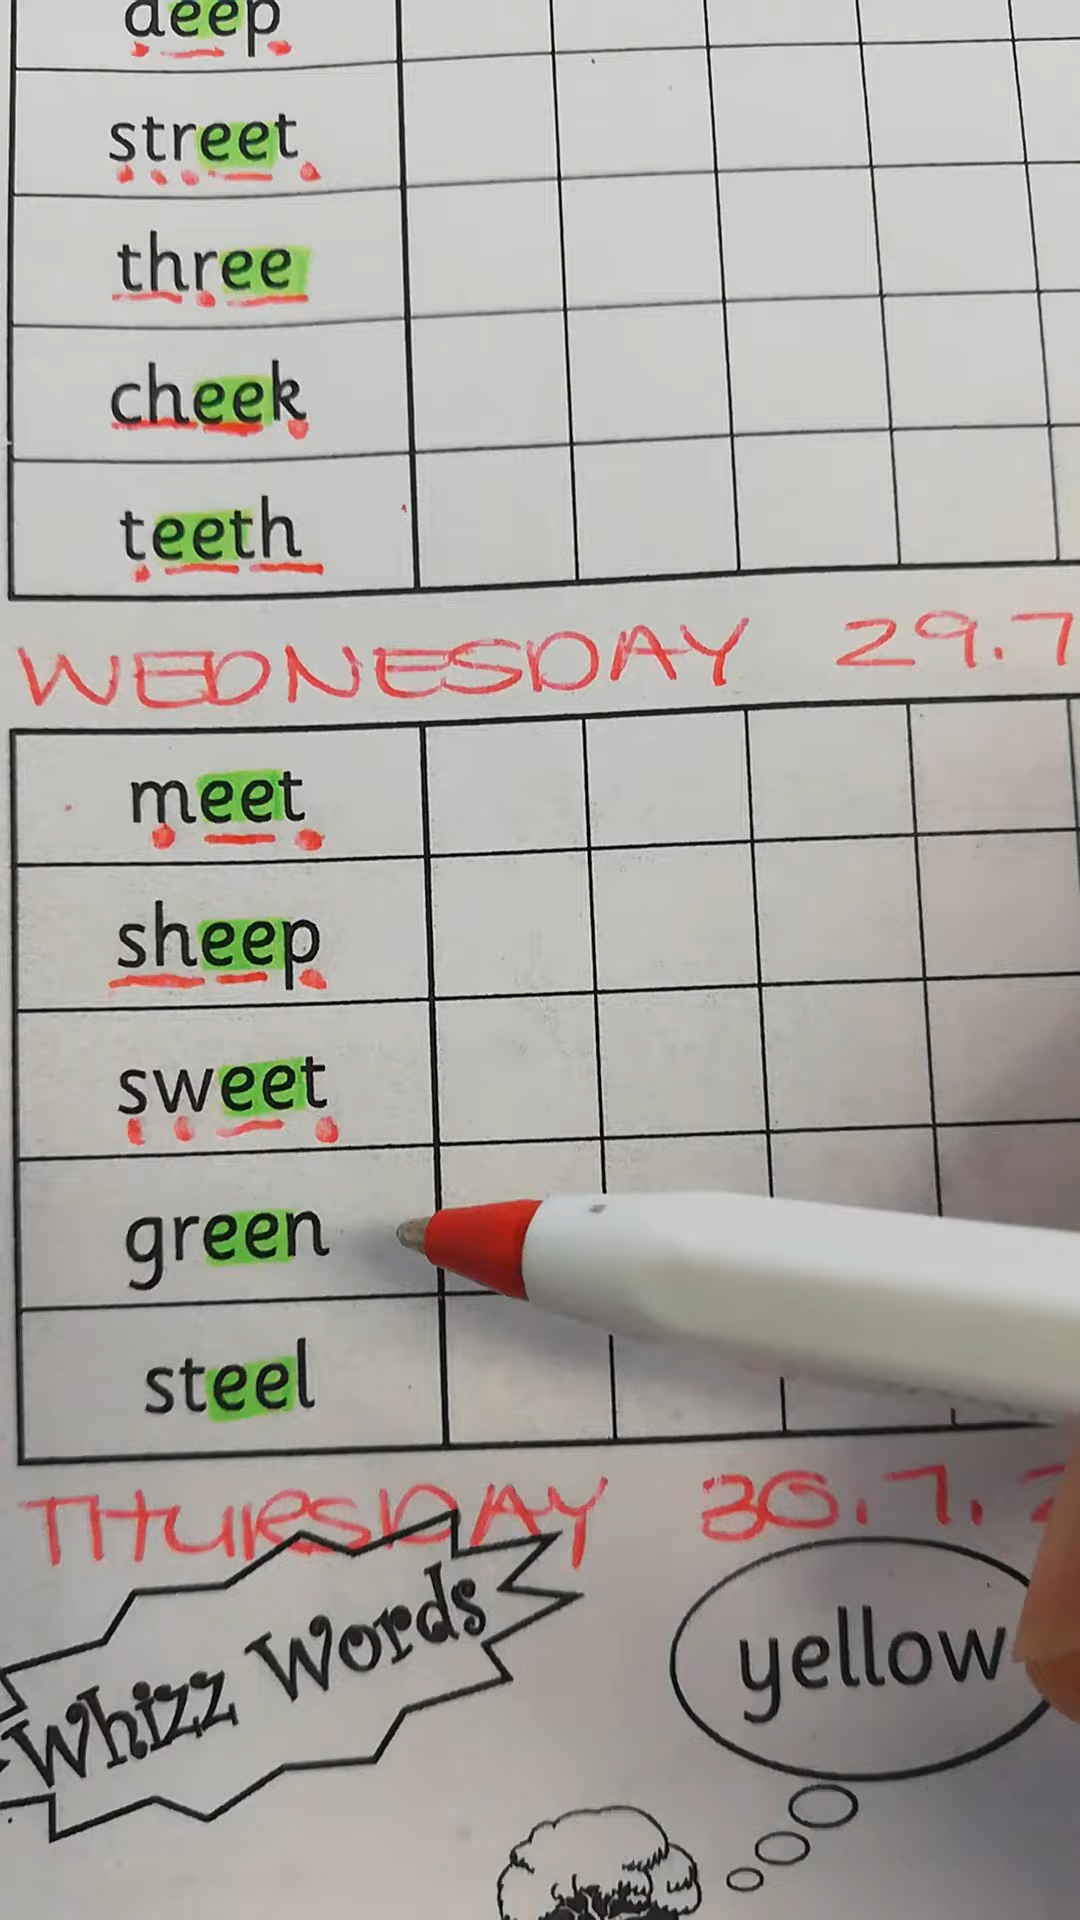 deep
street
three
cheek
teeth
WEDNESDAY 29.7
meet
sheep
sweet
green
steel
THURSDAY 30.7.2
Whizz Words
yellow